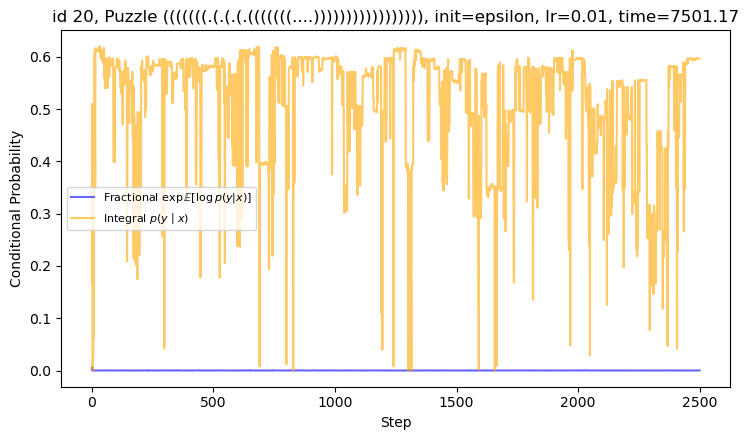 id 20, Puzzle (((((((.(.(.(.(((((((....)))))))))))))))))), init=epsilon, lr=0.01, time=7501.17
Conditional Probability
0.6
0.5
0.4
0.3
0.2
0.1
0.0
Fractional exp 𝔼[log p(y|x)]
Integral p(y | x)
0 500 1000 1500 2000 2500
Step